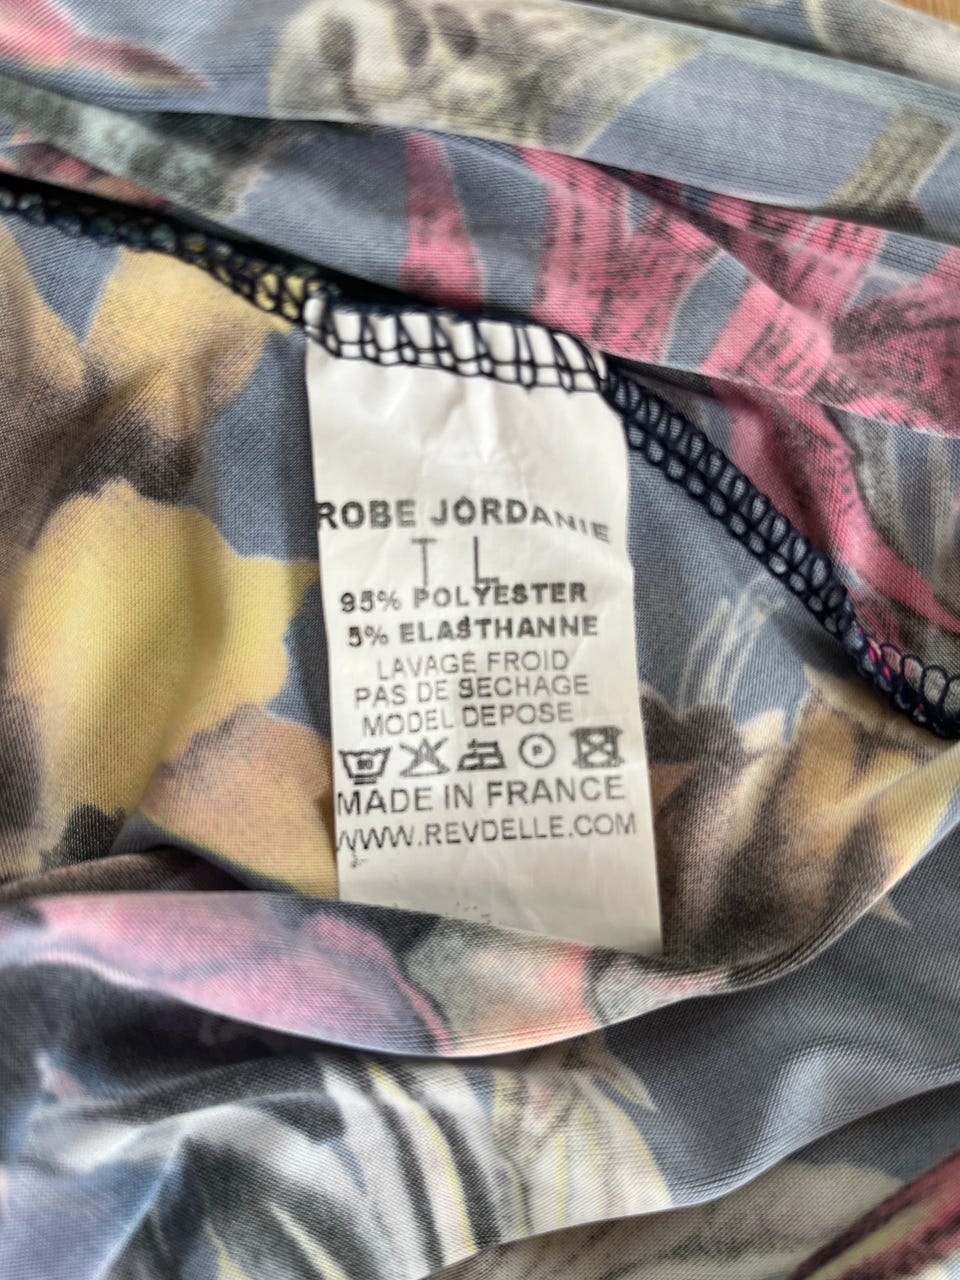 ROBE JORDANIE
T L
95% POLYESTER
5% ELASTHANNE
LAVAGE FROID
PAS DE SECHAGE
MODEL DEPOSE
P
MADE IN FRANCE
WWW.REVDELLE.COM